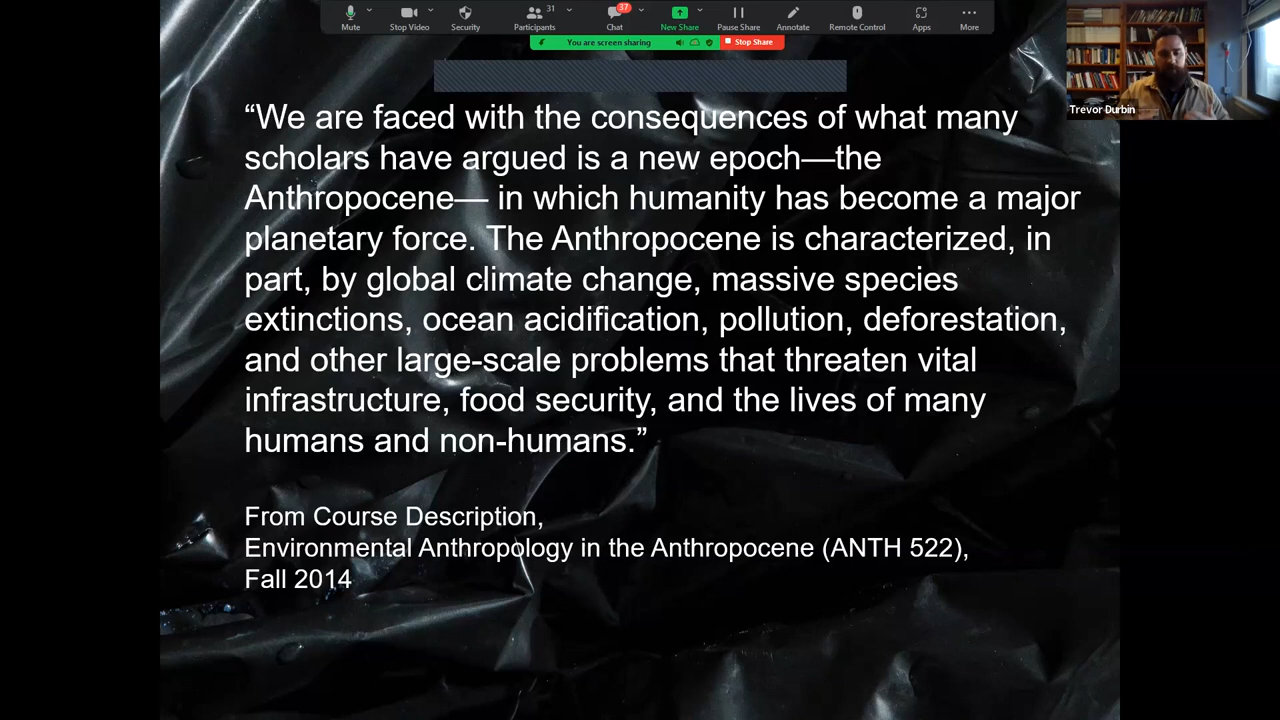 Mute
Stop Video
Security
Participants
31
Chat
37
New Share
Pause Share
Annotate
Remote Control
Apps
More
You are screen sharing
Stop Share
Trevor Durbin
“We are faced with the consequences of what many
scholars have argued is a new epoch—the
Anthropocene— in which humanity has become a major
planetary force. The Anthropocene is characterized, in
part, by global climate change, massive species
extinctions, ocean acidification, pollution, deforestation,
and other large-scale problems that threaten vital
infrastructure, food security, and the lives of many
humans and non-humans.”
From Course Description,
Environmental Anthropology in the Anthropocene (ANTH 522),
Fall 2014